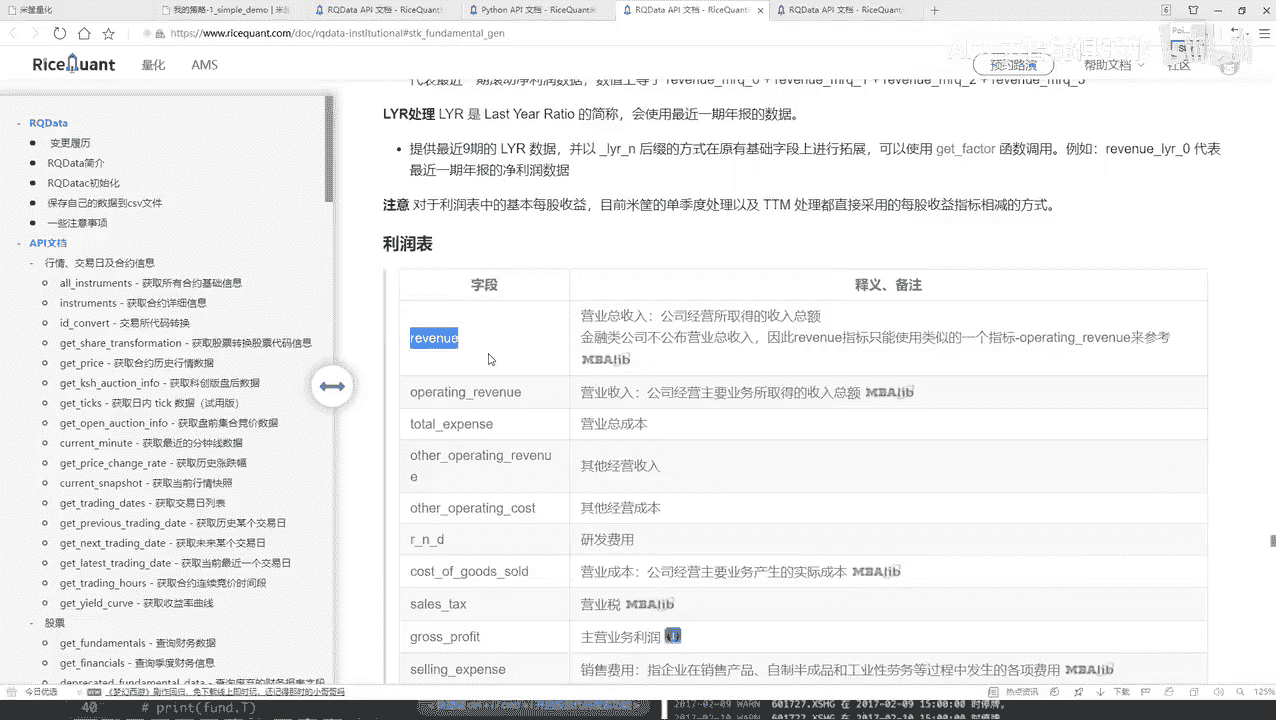 米筐量化
我的策略-1_simple_demo | 米筐
RQData API 文档 - RiceQuant
Python API 文档 - RiceQuant米
RQData API 文档 - RiceQuant
RQData API 文档 - RiceQuant
https://www.ricequant.com/doc/rqdata-institutional#stk_fundamental_gen
RiceQuant
量化
AMS
预约路演
帮助文档
社区
RQData
变更履历
RQData简介
RQDatac初始化
保存自己的数据到csv文件
一些注意事项
API文档
行情、交易日及合约信息
all_instruments - 获取所有合约基础信息
instruments - 获取合约详细信息
id_convert - 交易所代码转换
get_share_transformation - 获取股票转换股票代码信息
get_price - 获取合约历史行情数据
get_ksh_auction_info - 获取科创版盘后数据
get_ticks - 获取日内 tick 数据（试用版）
get_open_auction_info - 获取盘前集合竞价数据
current_minute - 获取最近的分钟线数据
get_price_change_rate - 获取历史涨跌幅
current_snapshot - 获取当前行情快照
get_trading_dates - 获取交易日列表
get_previous_trading_date - 获取历史某个交易日
get_next_trading_date - 获取未来某个交易日
get_latest_trading_date - 获取当前最近一个交易日
get_trading_hours - 获取合约连续竞价时间段
get_yield_curve - 获取收益率曲线
股票
get_fundamentals - 查询财务数据
get_financials - 查询季度财务信息
代表最近一期滚动净利润数据，数值上等于 revenue_mrq_0 + revenue_mrq_1 + revenue_mrq_2 + revenue_mrq_3
LYR处理 LYR 是 Last Year Ratio 的简称，会使用最近一期年报的数据。
提供最近9期的 LYR 数据，并以 _lyr_n 后缀的方式在原有基础字段上进行拓展，可以使用 get_factor 函数调用。例如：revenue_lyr_0 代表
最近一期年报的净利润数据
注意 对于利润表中的基本每股收益，目前米筐的单季度处理以及 TTM 处理都直接采用的每股收益指标相减的方式。
利润表
字段 释义、备注
revenue
营业总收入：公司经营所取得的收入总额
金融类公司不公布营业总收入，因此revenue指标只能使用类似的一个指标-operating_revenue来参考
MBAlib
operating_revenue 营业收入：公司经营主要业务所取得的收入总额 MBAlib
total_expense 营业总成本
other_operating_revenu
e
其他经营收入
other_operating_cost 其他经营成本
r_n_d 研发费用
cost_of_goods_sold 营业成本：公司经营主要业务产生的实际成本 MBAlib
sales_tax 营业税 MBAlib
gross_profit 主营业务利润
selling_expense 销售费用：指企业在销售产品、自制半成品和工业性劳务等过程中发生的各项费用 MBAlib
今日优选
热点资讯
下载
125%
40 # print(fund.T)
2017-02-09 WARN 601727.XSHG 在 2017-02-09 15:00:00 时停牌，